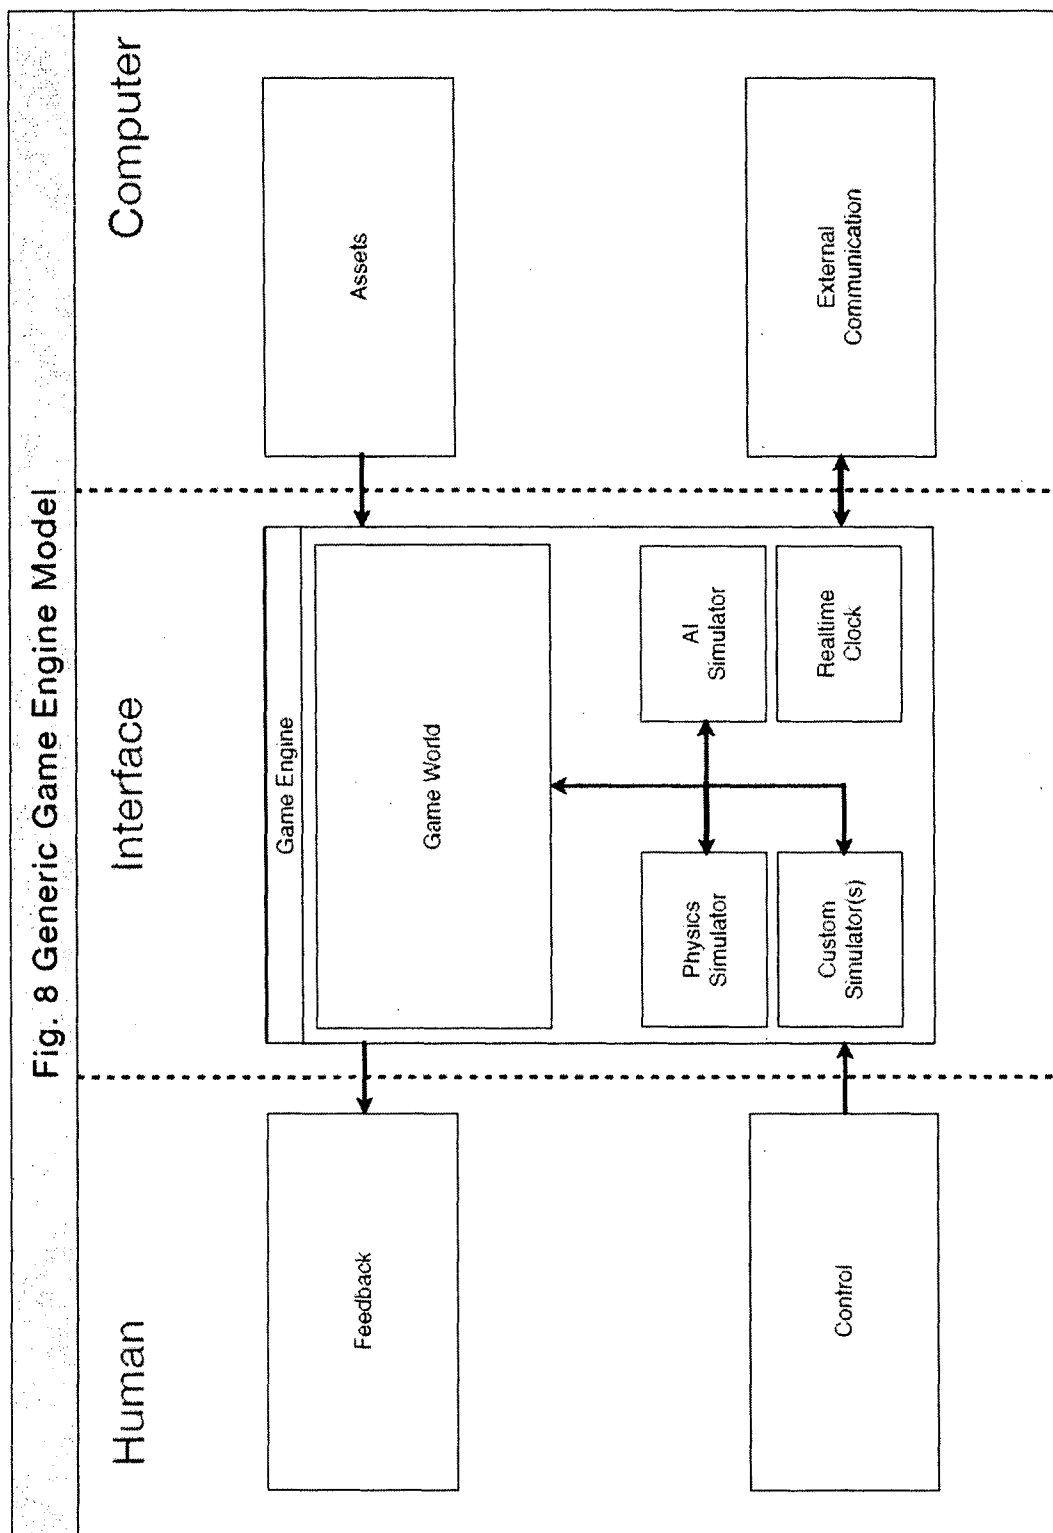 Fig. 8 Generic Game Engine Model
Human
Interface
Computer
Feedback
Game Engine
Game World
Assets
Physics
Simulator
AI
Simulator
Custom
Simulator(s)
Realtime
Clock
Control
External
Communication